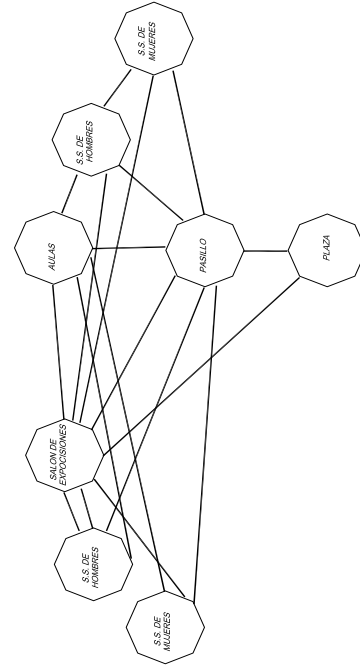 S.S. DE
MUJERES
S.S. DE
HOMBRES
AULAS
PASILLO
PLAZA
SALON DE
EXPOCISIONES
S.S. DE
HOMBRES
S.S. DE
MUJERES